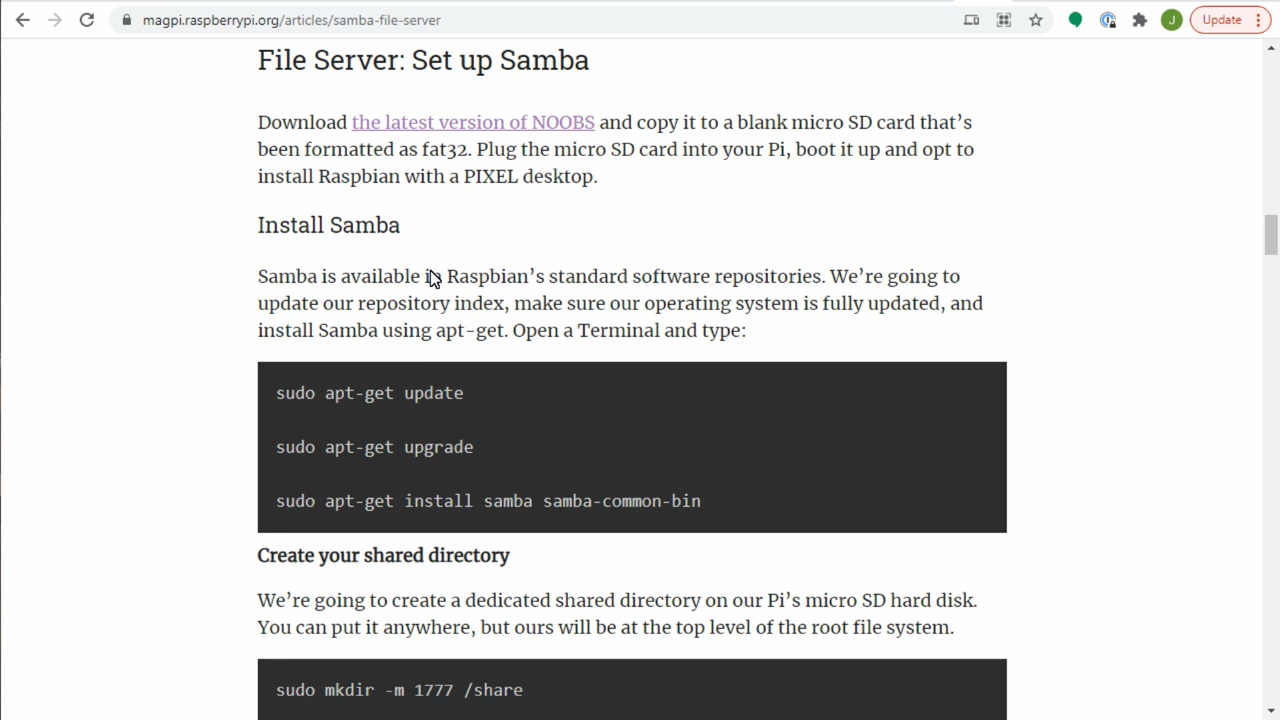 magpi.raspberrypi.org/articles/samba-file-server
J
Update
File Server: Set up Samba
Download the latest version of NOOBS and copy it to a blank micro SD card that’s
been formatted as fat32. Plug the micro SD card into your Pi, boot it up and opt to
install Raspbian with a PIXEL desktop.
Install Samba
Samba is available in Raspbian’s standard software repositories. We’re going to
update our repository index, make sure our operating system is fully updated, and
install Samba using apt-get. Open a Terminal and type:
sudo apt-get update
sudo apt-get upgrade
sudo apt-get install samba samba-common-bin
Create your shared directory
We’re going to create a dedicated shared directory on our Pi’s micro SD hard disk.
You can put it anywhere, but ours will be at the top level of the root file system.
sudo mkdir -m 1777 /share